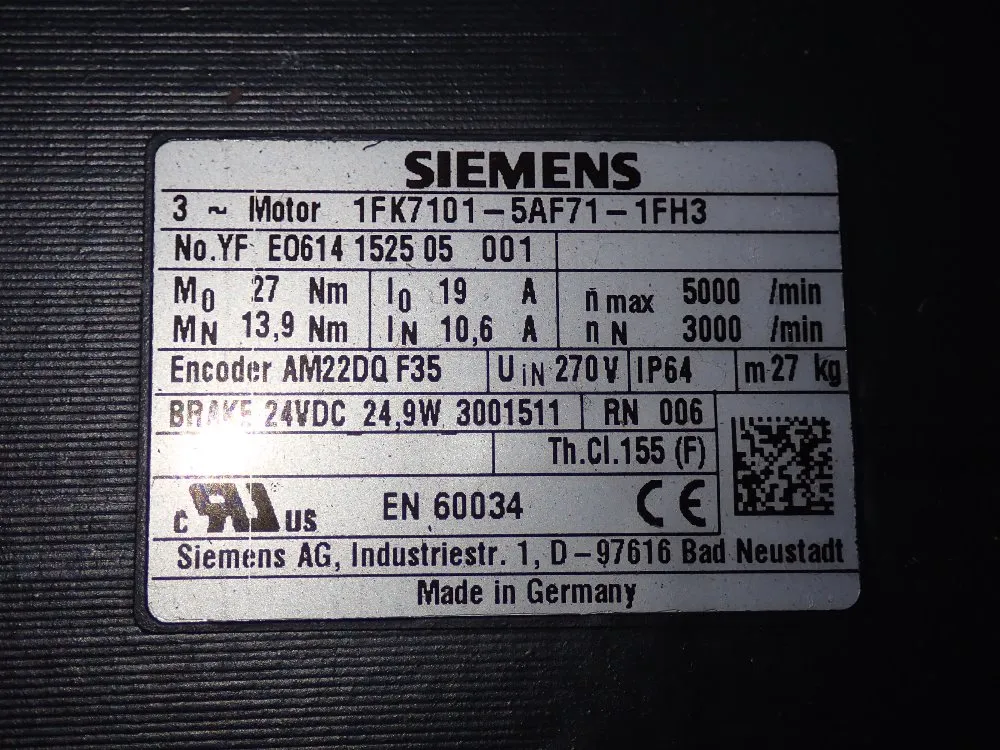 SIEMENS
3 ~ Motor 1FK7101-5AF71-1FH3
No.YF E0614 1525 05 001
M0 27 Nm I0 19 A n max 5000 /min
MN 13,9 Nm IN 10,6 A n N 3000 /min
Encoder AM22DQ F35 UIN 270 V IP64 m 27 kg
BRAKE 24VDC 24,9W 3001511 RN 006
Th.Cl.155 (F)
c RU US EN 60034 CE
Siemens AG, Industriestr. 1, D-97616 Bad Neustadt
Made in Germany